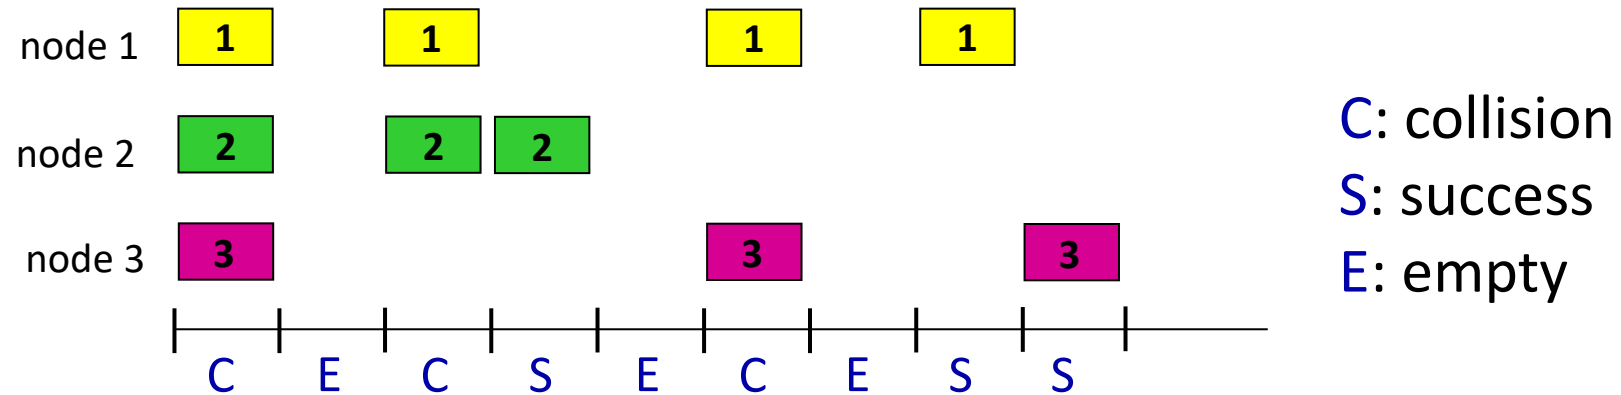 node 1 1 1 1 1
node 2 2 2 2
node 3 3 3 3
C E C S E C E S S
C: collision
S: success
E: empty